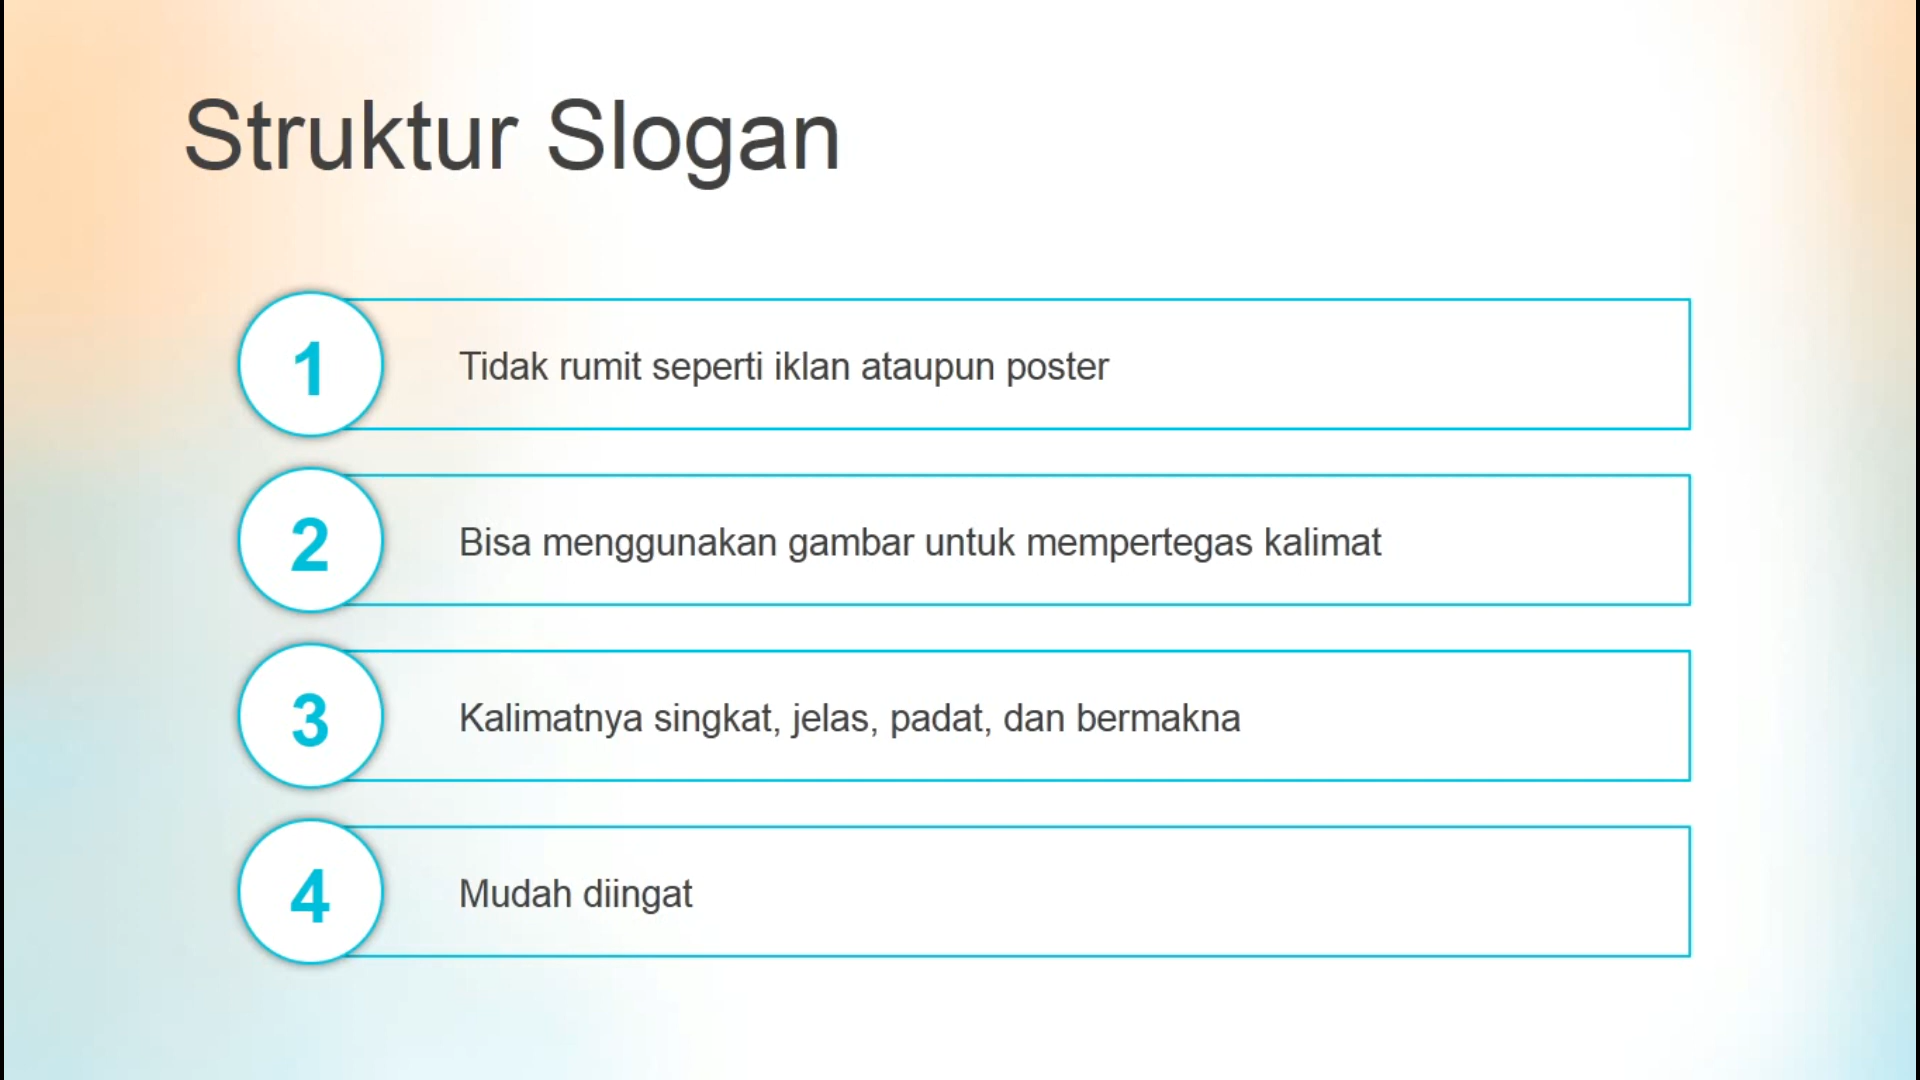 Struktur Slogan
1
Tidak rumit seperti iklan ataupun poster
2
Bisa menggunakan gambar untuk mempertegas kalimat
3
Kalimatnya singkat, jelas, padat, dan bermakna
4
Mudah diingat